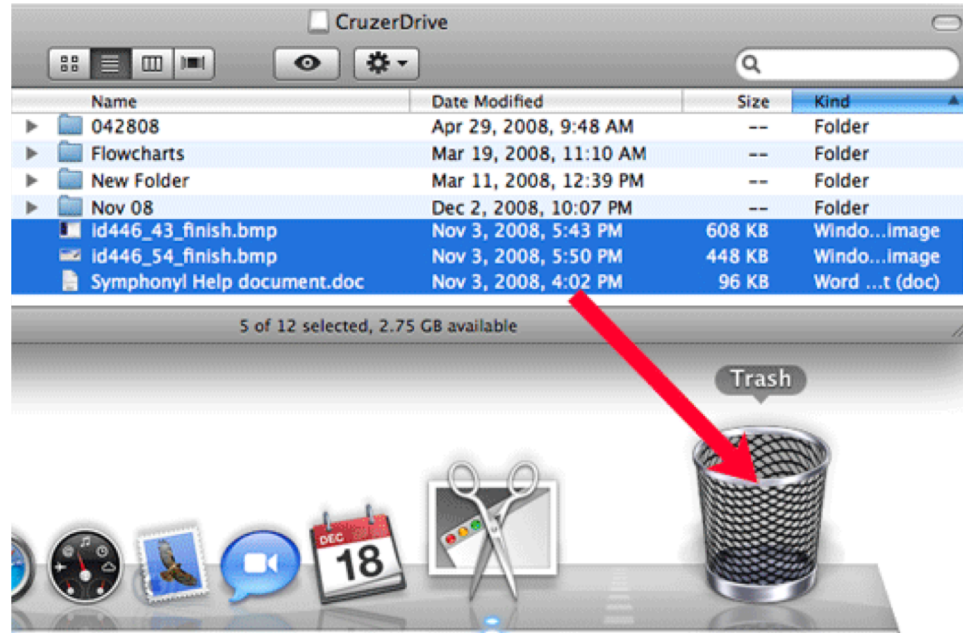 CruzerDrive
Name Date Modified Size Kind
042808 Apr 29, 2008, 9:48 AM -- Folder
Flowcharts Mar 19, 2008, 11:10 AM -- Folder
New Folder Mar 11, 2008, 12:39 PM -- Folder
Nov 08 Dec 2, 2008, 10:07 PM -- Folder
id446_43_finish.bmp Nov 3, 2008, 5:43 PM 608 KB Windo...image
id446_54_finish.bmp Nov 3, 2008, 5:50 PM 448 KB Windo...image
Symphonyl Help document.doc Nov 3, 2008, 4:02 PM 96 KB Word ...t (doc)
5 of 12 selected, 2.75 GB available
Trash
DEC
18